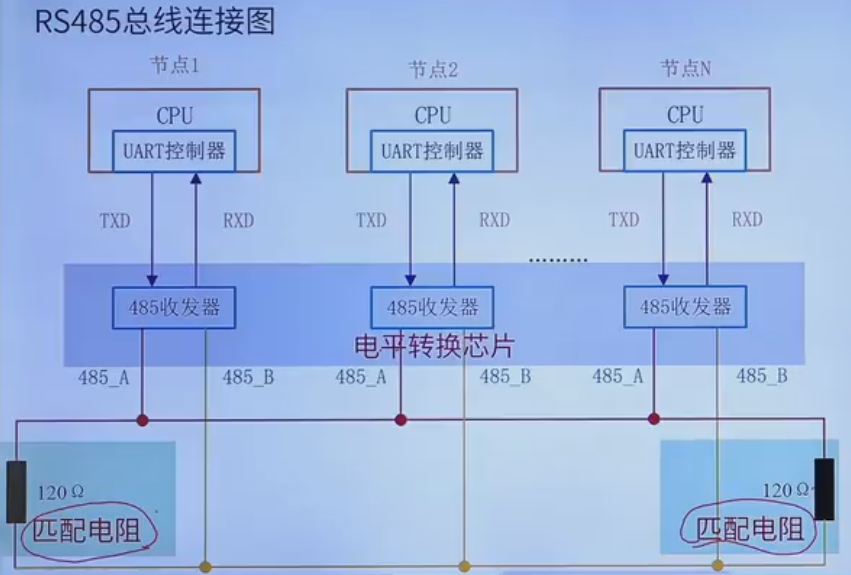 RS485总线连接图
节点1
节点2
节点N
CPU
CPU
CPU
UART控制器
UART控制器
UART控制器
TXD
RXD
TXD
RXD
TXD
RXD
………
485收发器
485收发器
485收发器
电平转换芯片
485_A
485_B
485_A
485_B
485_A
485_B
120Ω
120Ω
匹配电阻
匹配电阻